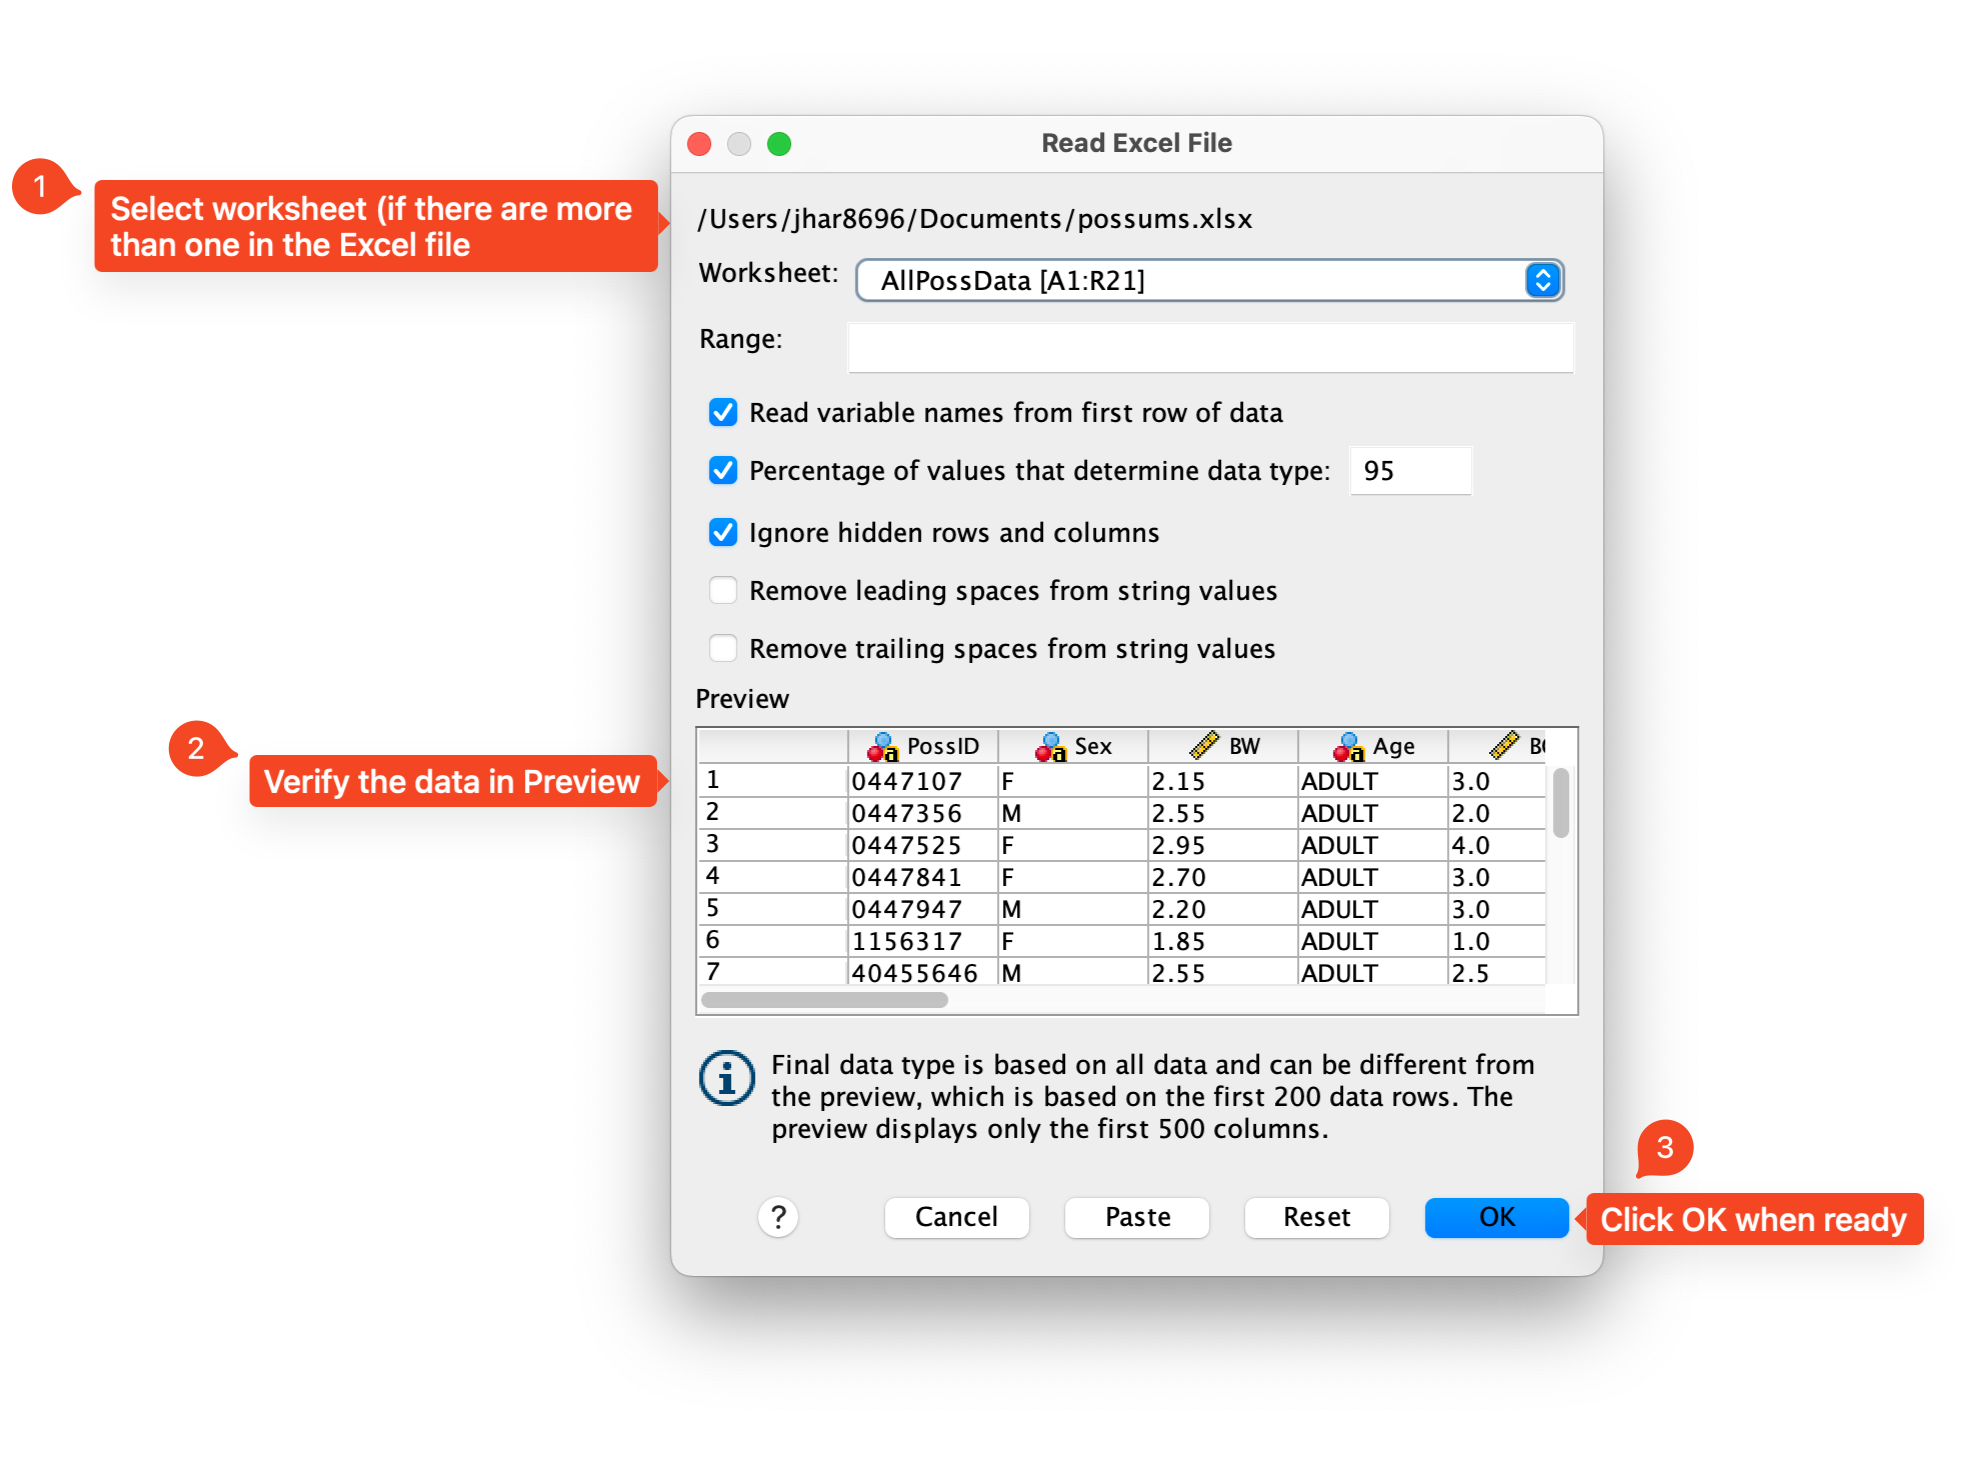 Read Excel File
1
Select worksheet (if there are more
than one in the Excel file
/Users/jhar8696/Documents/possums.xlsx
Worksheet: AllPossData [A1:R21]
Range:
Read variable names from first row of data
Percentage of values that determine data type: 95
Ignore hidden rows and columns
Remove leading spaces from string values
Remove trailing spaces from string values
Preview
2
Verify the data in Preview
PossID Sex BW Age
1 0447107 F 2.15 ADULT 3.0
2 0447356 M 2.55 ADULT 2.0
3 0447525 F 2.95 ADULT 4.0
4 0447841 F 2.70 ADULT 3.0
5 0447947 M 2.20 ADULT 3.0
6 1156317 F 1.85 ADULT 1.0
7 40455646 M 2.55 ADULT 2.5
Final data type is based on all data and can be different from
the preview, which is based on the first 200 data rows. The
preview displays only the first 500 columns.
3
? Cancel Paste Reset OK
Click OK when ready